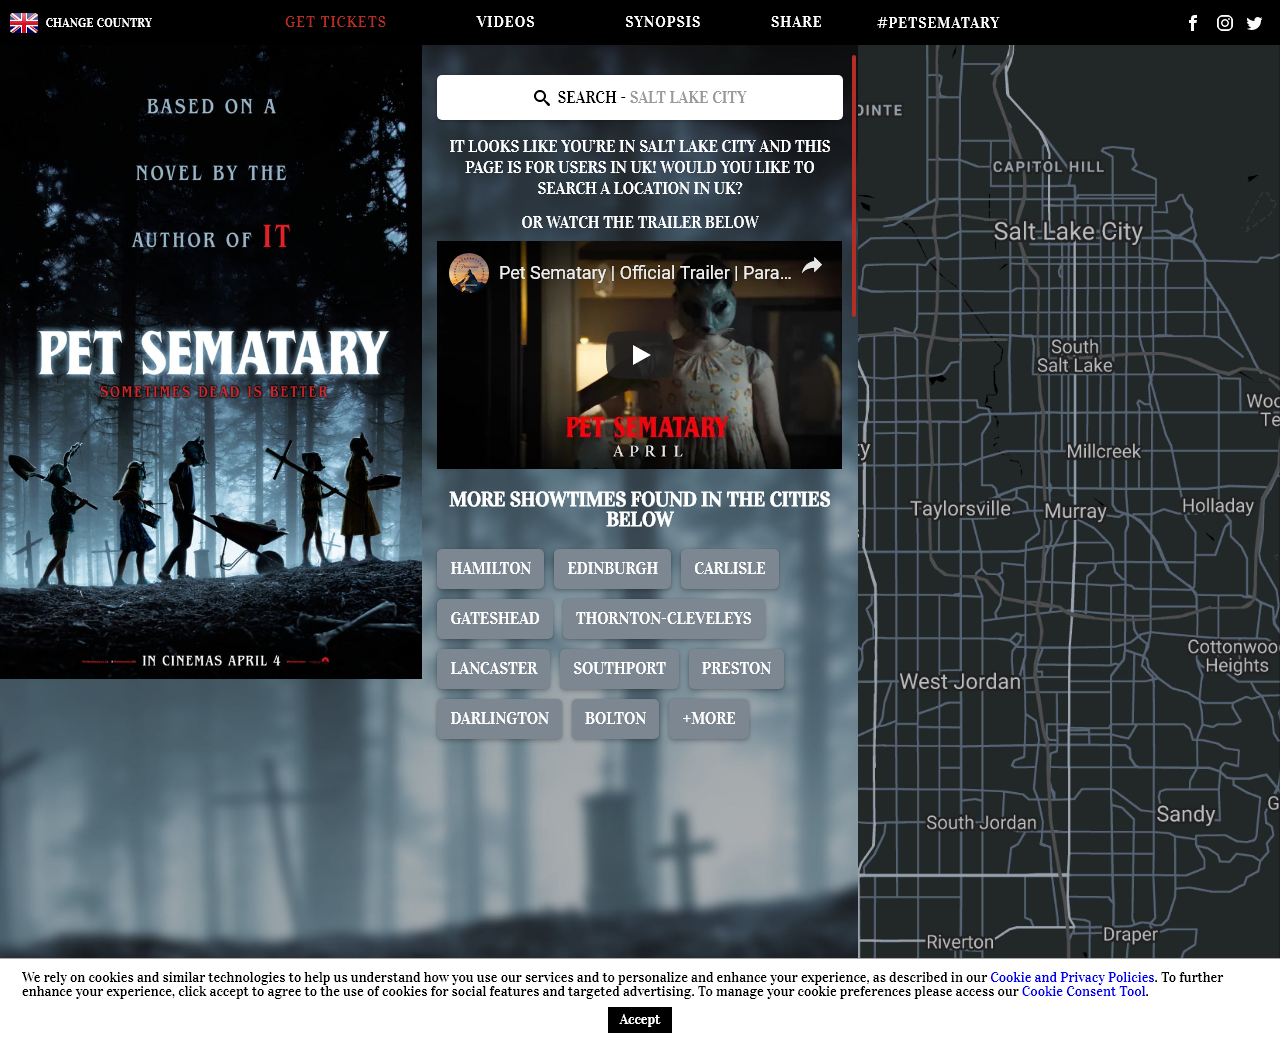 CHANGE COUNTRY
GET TICKETS
VIDEOS
SYNOPSIS
SHARE
#PETSEMATARY
BASED ON A
NOVEL BY THE
AUTHOR OF IT
PET SEMATARY
SOMETIMES DEAD IS BETTER
IN CINEMAS APRIL 4
SEARCH - SALT LAKE CITY
IT LOOKS LIKE YOU'RE IN SALT LAKE CITY AND THIS
PAGE IS FOR USERS IN UK! WOULD YOU LIKE TO
SEARCH A LOCATION IN UK?
OR WATCH THE TRAILER BELOW
Pet Sematary | Official Trailer | Para...
PET SEMATARY
APRIL
MORE SHOWTIMES FOUND IN THE CITIES
BELOW
HAMILTON
EDINBURGH
CARLISLE
GATESHEAD
THORNTON-CLEVELEYS
LANCASTER
SOUTHPORT
PRESTON
DARLINGTON
BOLTON
+MORE
OINTE
CAPITOL HILL
Salt Lake City
South
Salt Lake
Woo
Te
y
Millcreek
Taylorsville
Murray
Holladay
Cottonwood
Heights
West Jordan
G
Sandy
South Jordan
Riverton
Draper
We rely on cookies and similar technologies to help us understand how you use our services and to personalize and enhance your experience, as described in our Cookie and Privacy Policies. To further
enhance your experience, click accept to agree to the use of cookies for social features and targeted advertising. To manage your cookie preferences please access our Cookie Consent Tool.
Accept